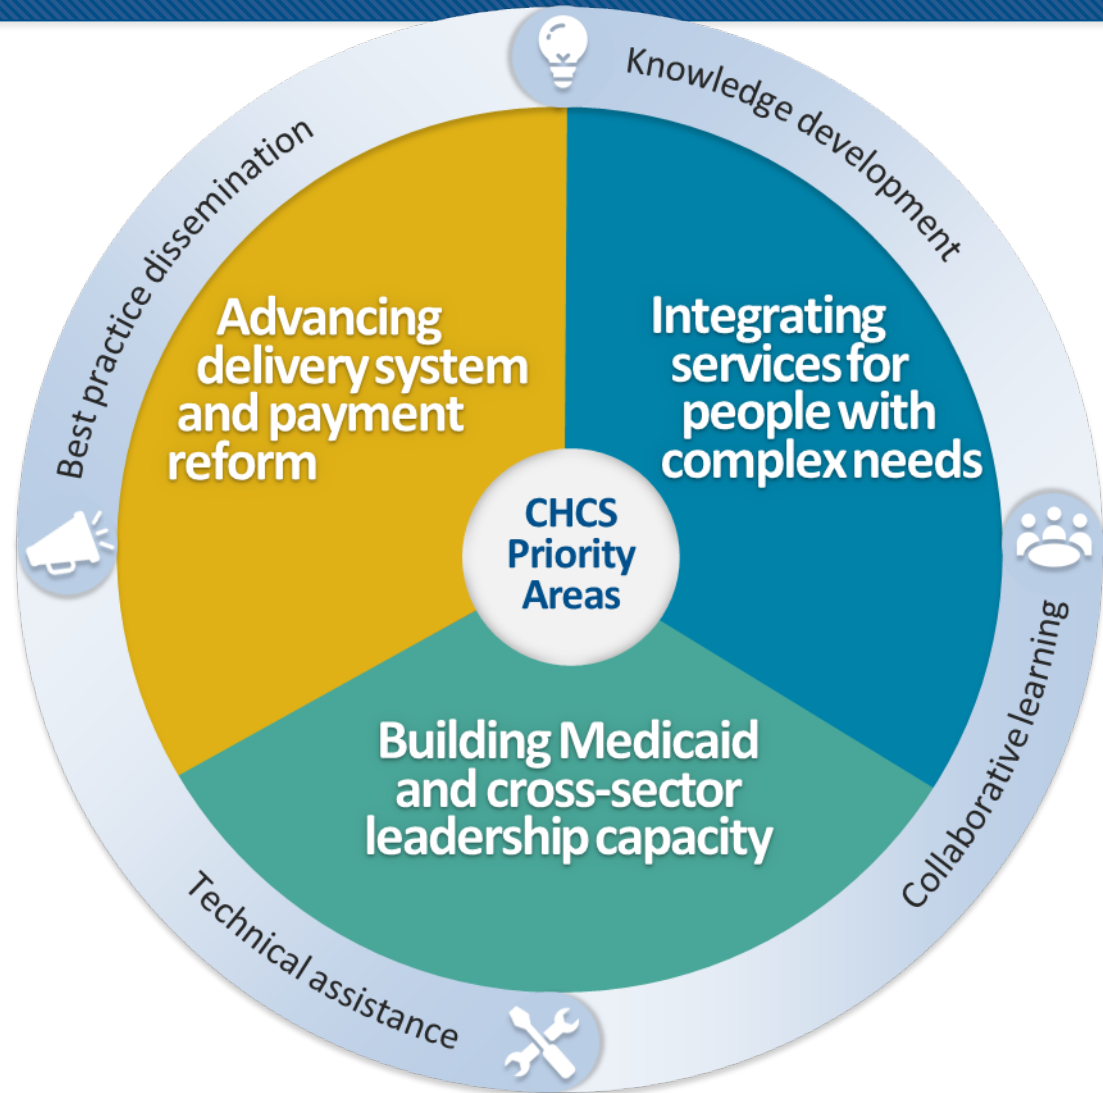 Knowledge development
Best practice dissemination
Advancing
delivery system
and payment
reform
Integrating
services for
people with
complex needs
CHCS
Priority
Areas
Building Medicaid
and cross-sector
leadership capacity
Collaborative learning
Technical assistance